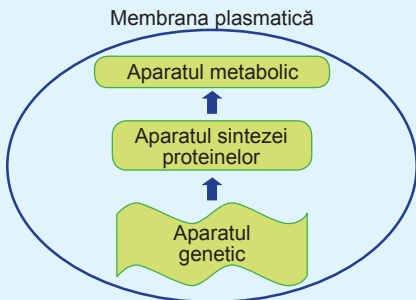 Membrana plasmatică
Aparatul metabolic
Aparatul sintezei
proteinelor
Aparatul
genetic